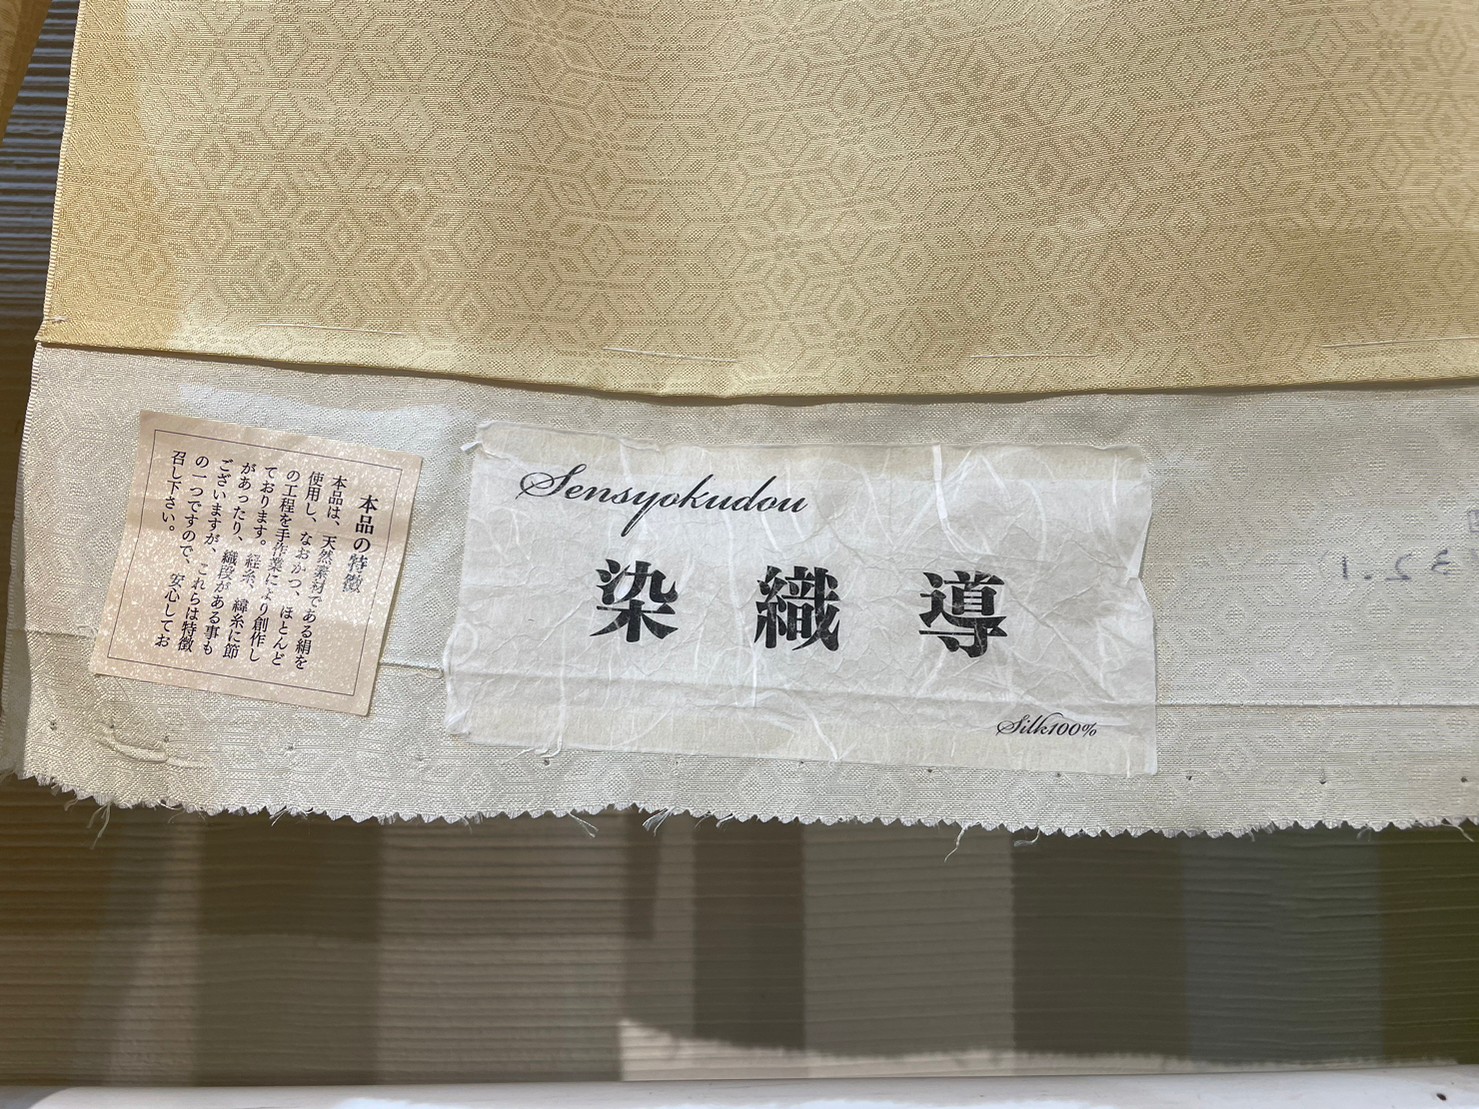 本品の特徴
本品は、天然素材である絹を
使用し、なおかつ、ほとんど
の工程を手作業により創作し
ております。経糸、緯糸に節
があったり、織段がある事も
ございますが、これらは特徴
の一つですので、安心してお
召し下さい。
Sensyokudou
染織導
Silk100%